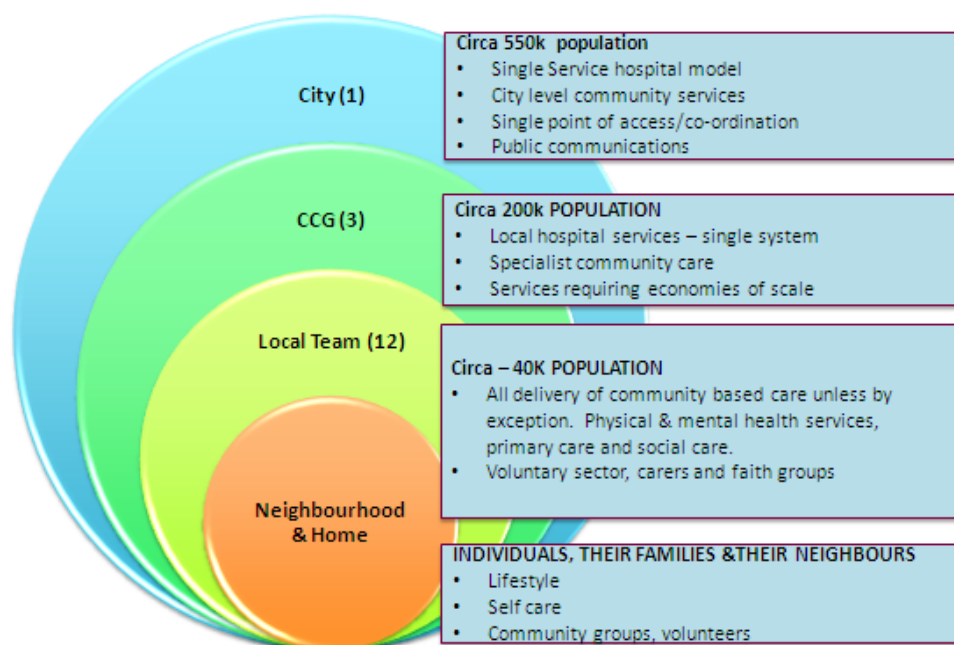 City (1)
Circa 550k population
• Single Service hospital model
• City level community services
• Single point of access/co-ordination
• Public communications
CCG (3)
Circa 200k POPULATION
• Local hospital services – single system
• Specialist community care
• Services requiring economies of scale
Local Team (12)
Circa – 40K POPULATION
• All delivery of community based care unless by
exception. Physical & mental health services,
primary care and social care.
• Voluntary sector, carers and faith groups
Neighbourhood
& Home
INDIVIDUALS, THEIR FAMILIES &THEIR NEIGHBOURS
• Lifestyle
• Self care
• Community groups, volunteers